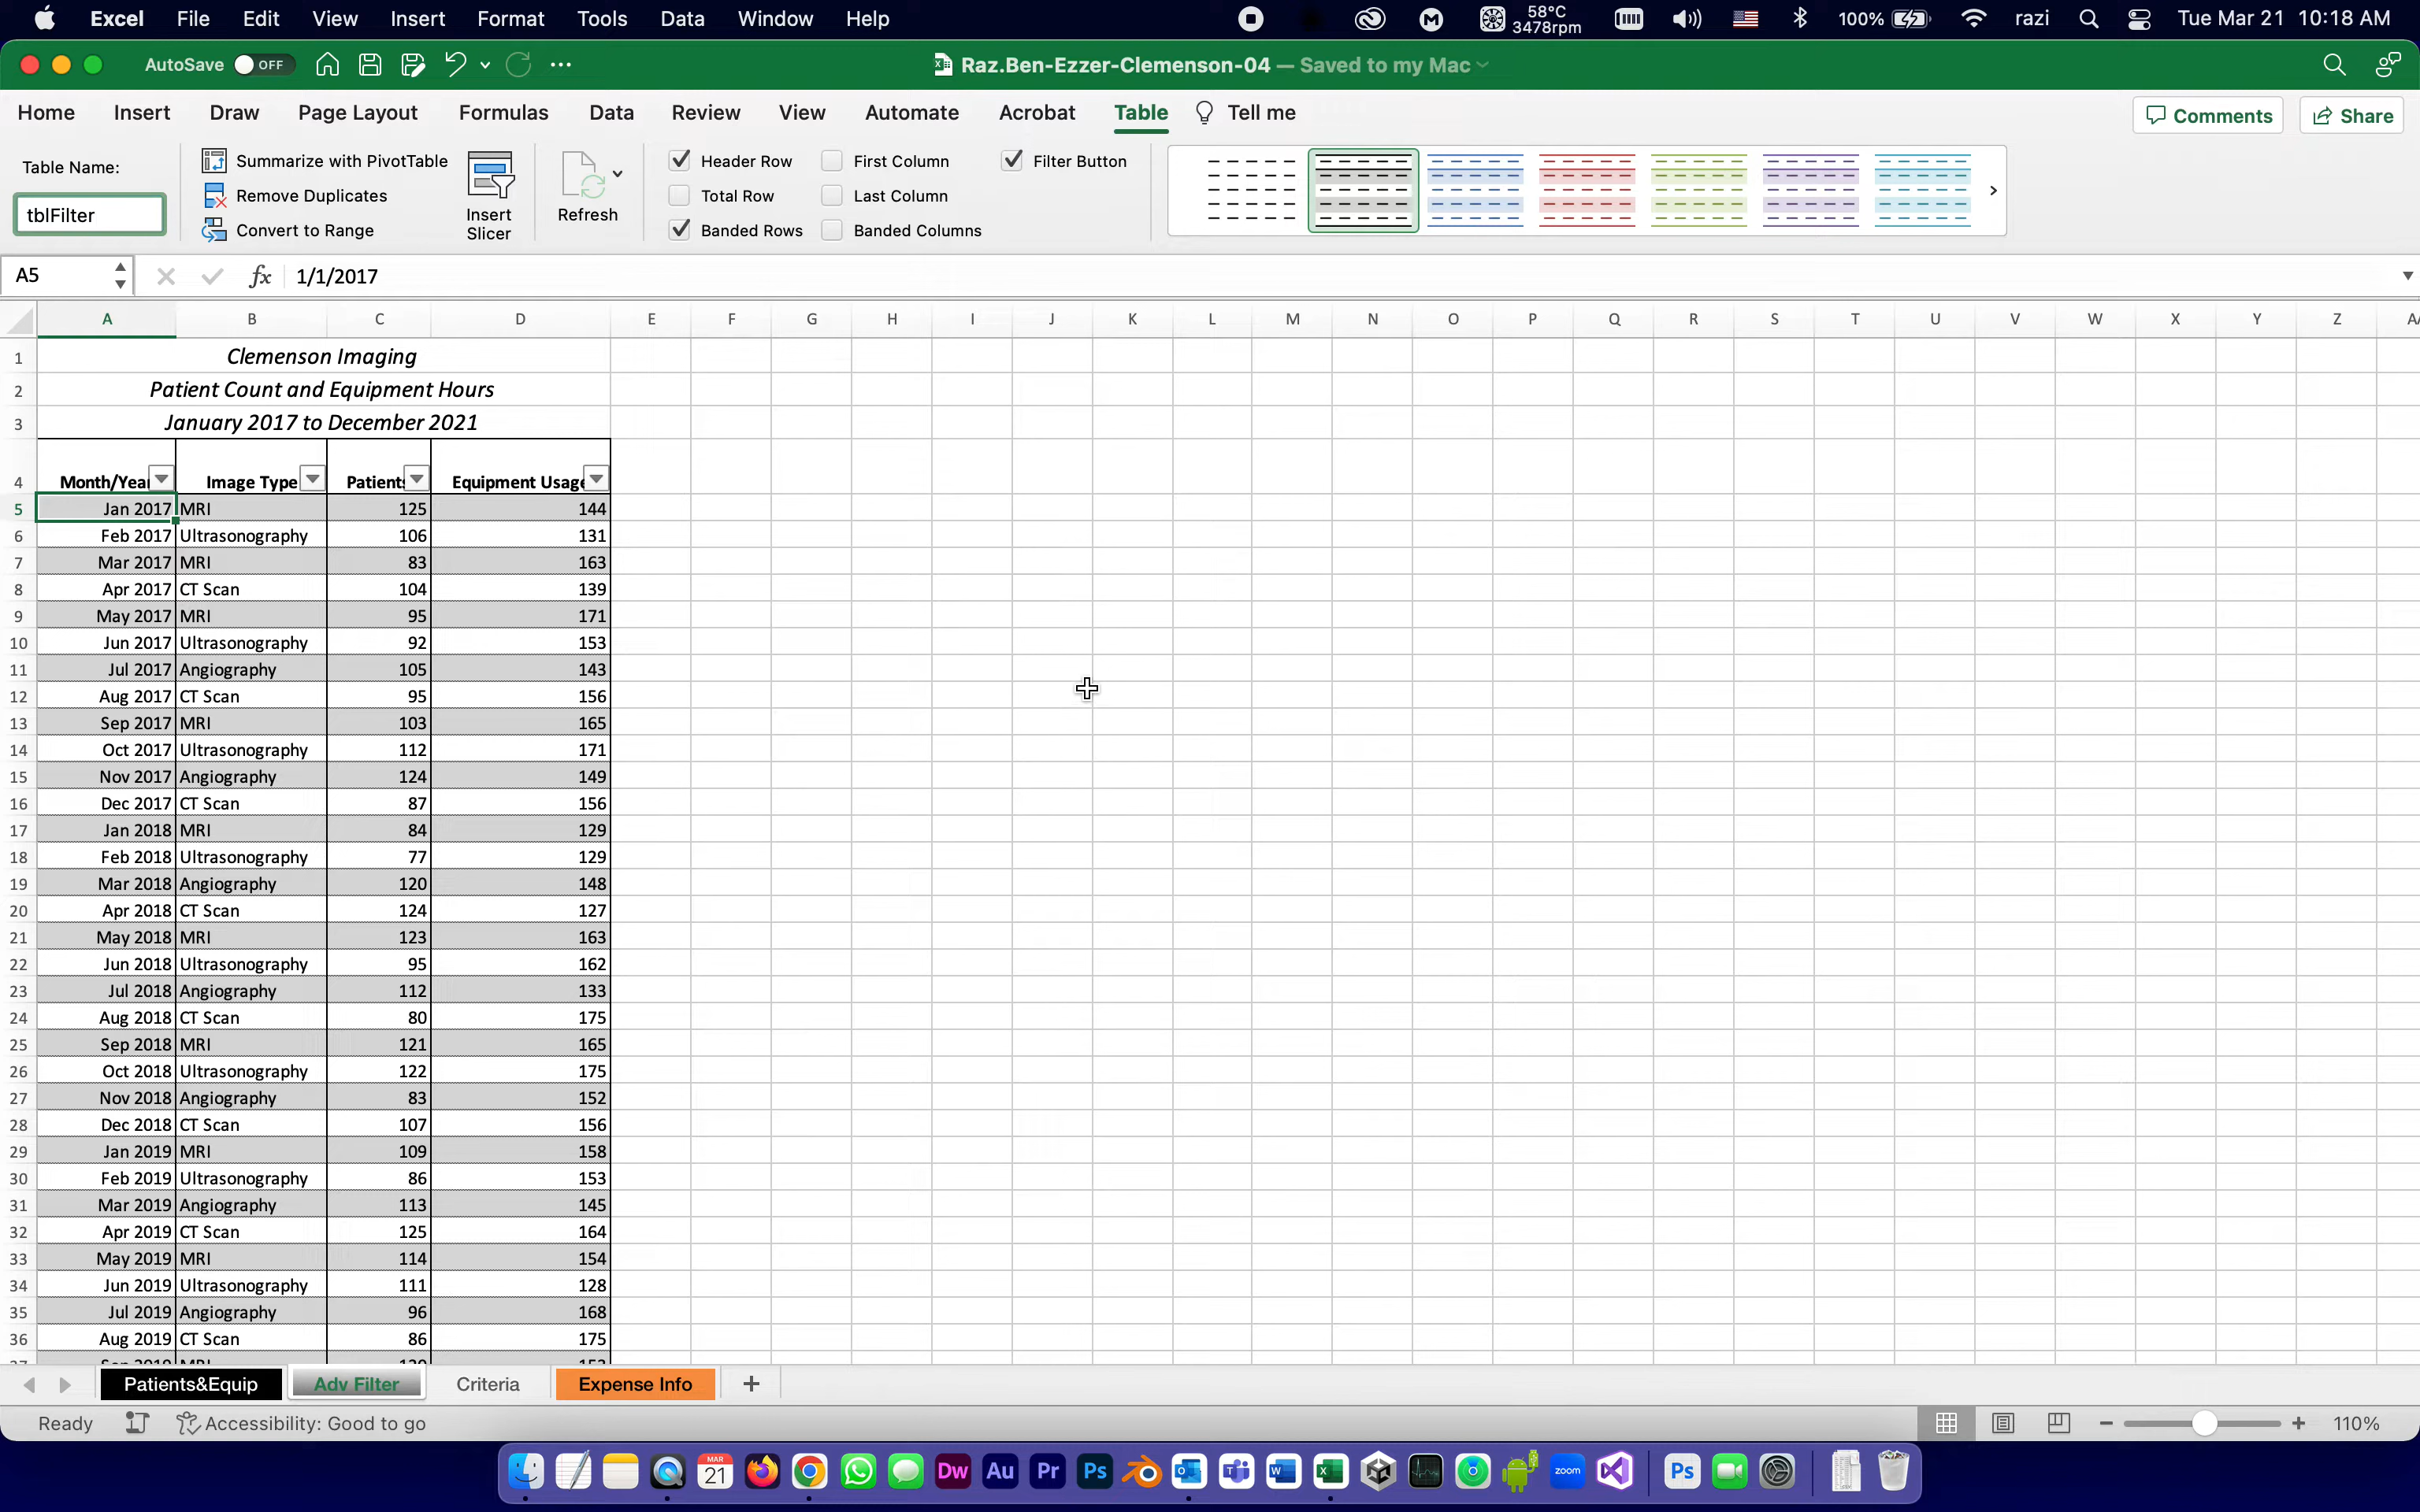 Excel File Edit View Insert Format Tools Data Window Help 58°C 3478rpm 100% razi Tue Mar 21 10:18 AM
AutoSave OFF Raz.Ben-Ezzer-Clemenson-04 — Saved to my Mac
Home Insert Draw Page Layout Formulas Data Review View Automate Acrobat Table Tell me Comments Share
Table Name: Summarize with PivotTable Header Row First Column Filter Button
tblFilter Remove Duplicates Insert Slicer Refresh Total Row Last Column
Convert to Range Banded Rows Banded Columns
A5 fx 1/1/2017
A B C D E F G H I J K L M N O P Q R S T U V W X Y Z
1 Clemenson Imaging
2 Patient Count and Equipment Hours
3 January 2017 to December 2021
4 Month/Year Image Type Patients Equipment Usage
5 Jan 2017 MRI 125 144
6 Feb 2017 Ultrasonography 106 131
7 Mar 2017 MRI 83 163
8 Apr 2017 CT Scan 104 139
9 May 2017 MRI 95 171
10 Jun 2017 Ultrasonography 92 153
11 Jul 2017 Angiography 105 143
12 Aug 2017 CT Scan 95 156
13 Sep 2017 MRI 103 165
14 Oct 2017 Ultrasonography 112 171
15 Nov 2017 Angiography 124 149
16 Dec 2017 CT Scan 87 156
17 Jan 2018 MRI 84 129
18 Feb 2018 Ultrasonography 77 129
19 Mar 2018 Angiography 120 148
20 Apr 2018 CT Scan 124 127
21 May 2018 MRI 123 163
22 Jun 2018 Ultrasonography 95 162
23 Jul 2018 Angiography 112 133
24 Aug 2018 CT Scan 80 175
25 Sep 2018 MRI 121 165
26 Oct 2018 Ultrasonography 122 175
27 Nov 2018 Angiography 83 152
28 Dec 2018 CT Scan 107 156
29 Jan 2019 MRI 109 158
30 Feb 2019 Ultrasonography 86 153
31 Mar 2019 Angiography 113 145
32 Apr 2019 CT Scan 125 164
33 May 2019 MRI 114 154
34 Jun 2019 Ultrasonography 111 128
35 Jul 2019 Angiography 96 168
36 Aug 2019 CT Scan 86 175
Patients&Equip Adv Filter Criteria Expense Info +
Ready Accessibility: Good to go 110%
MAR 21 Dw Au Pr Ps zoom Ps